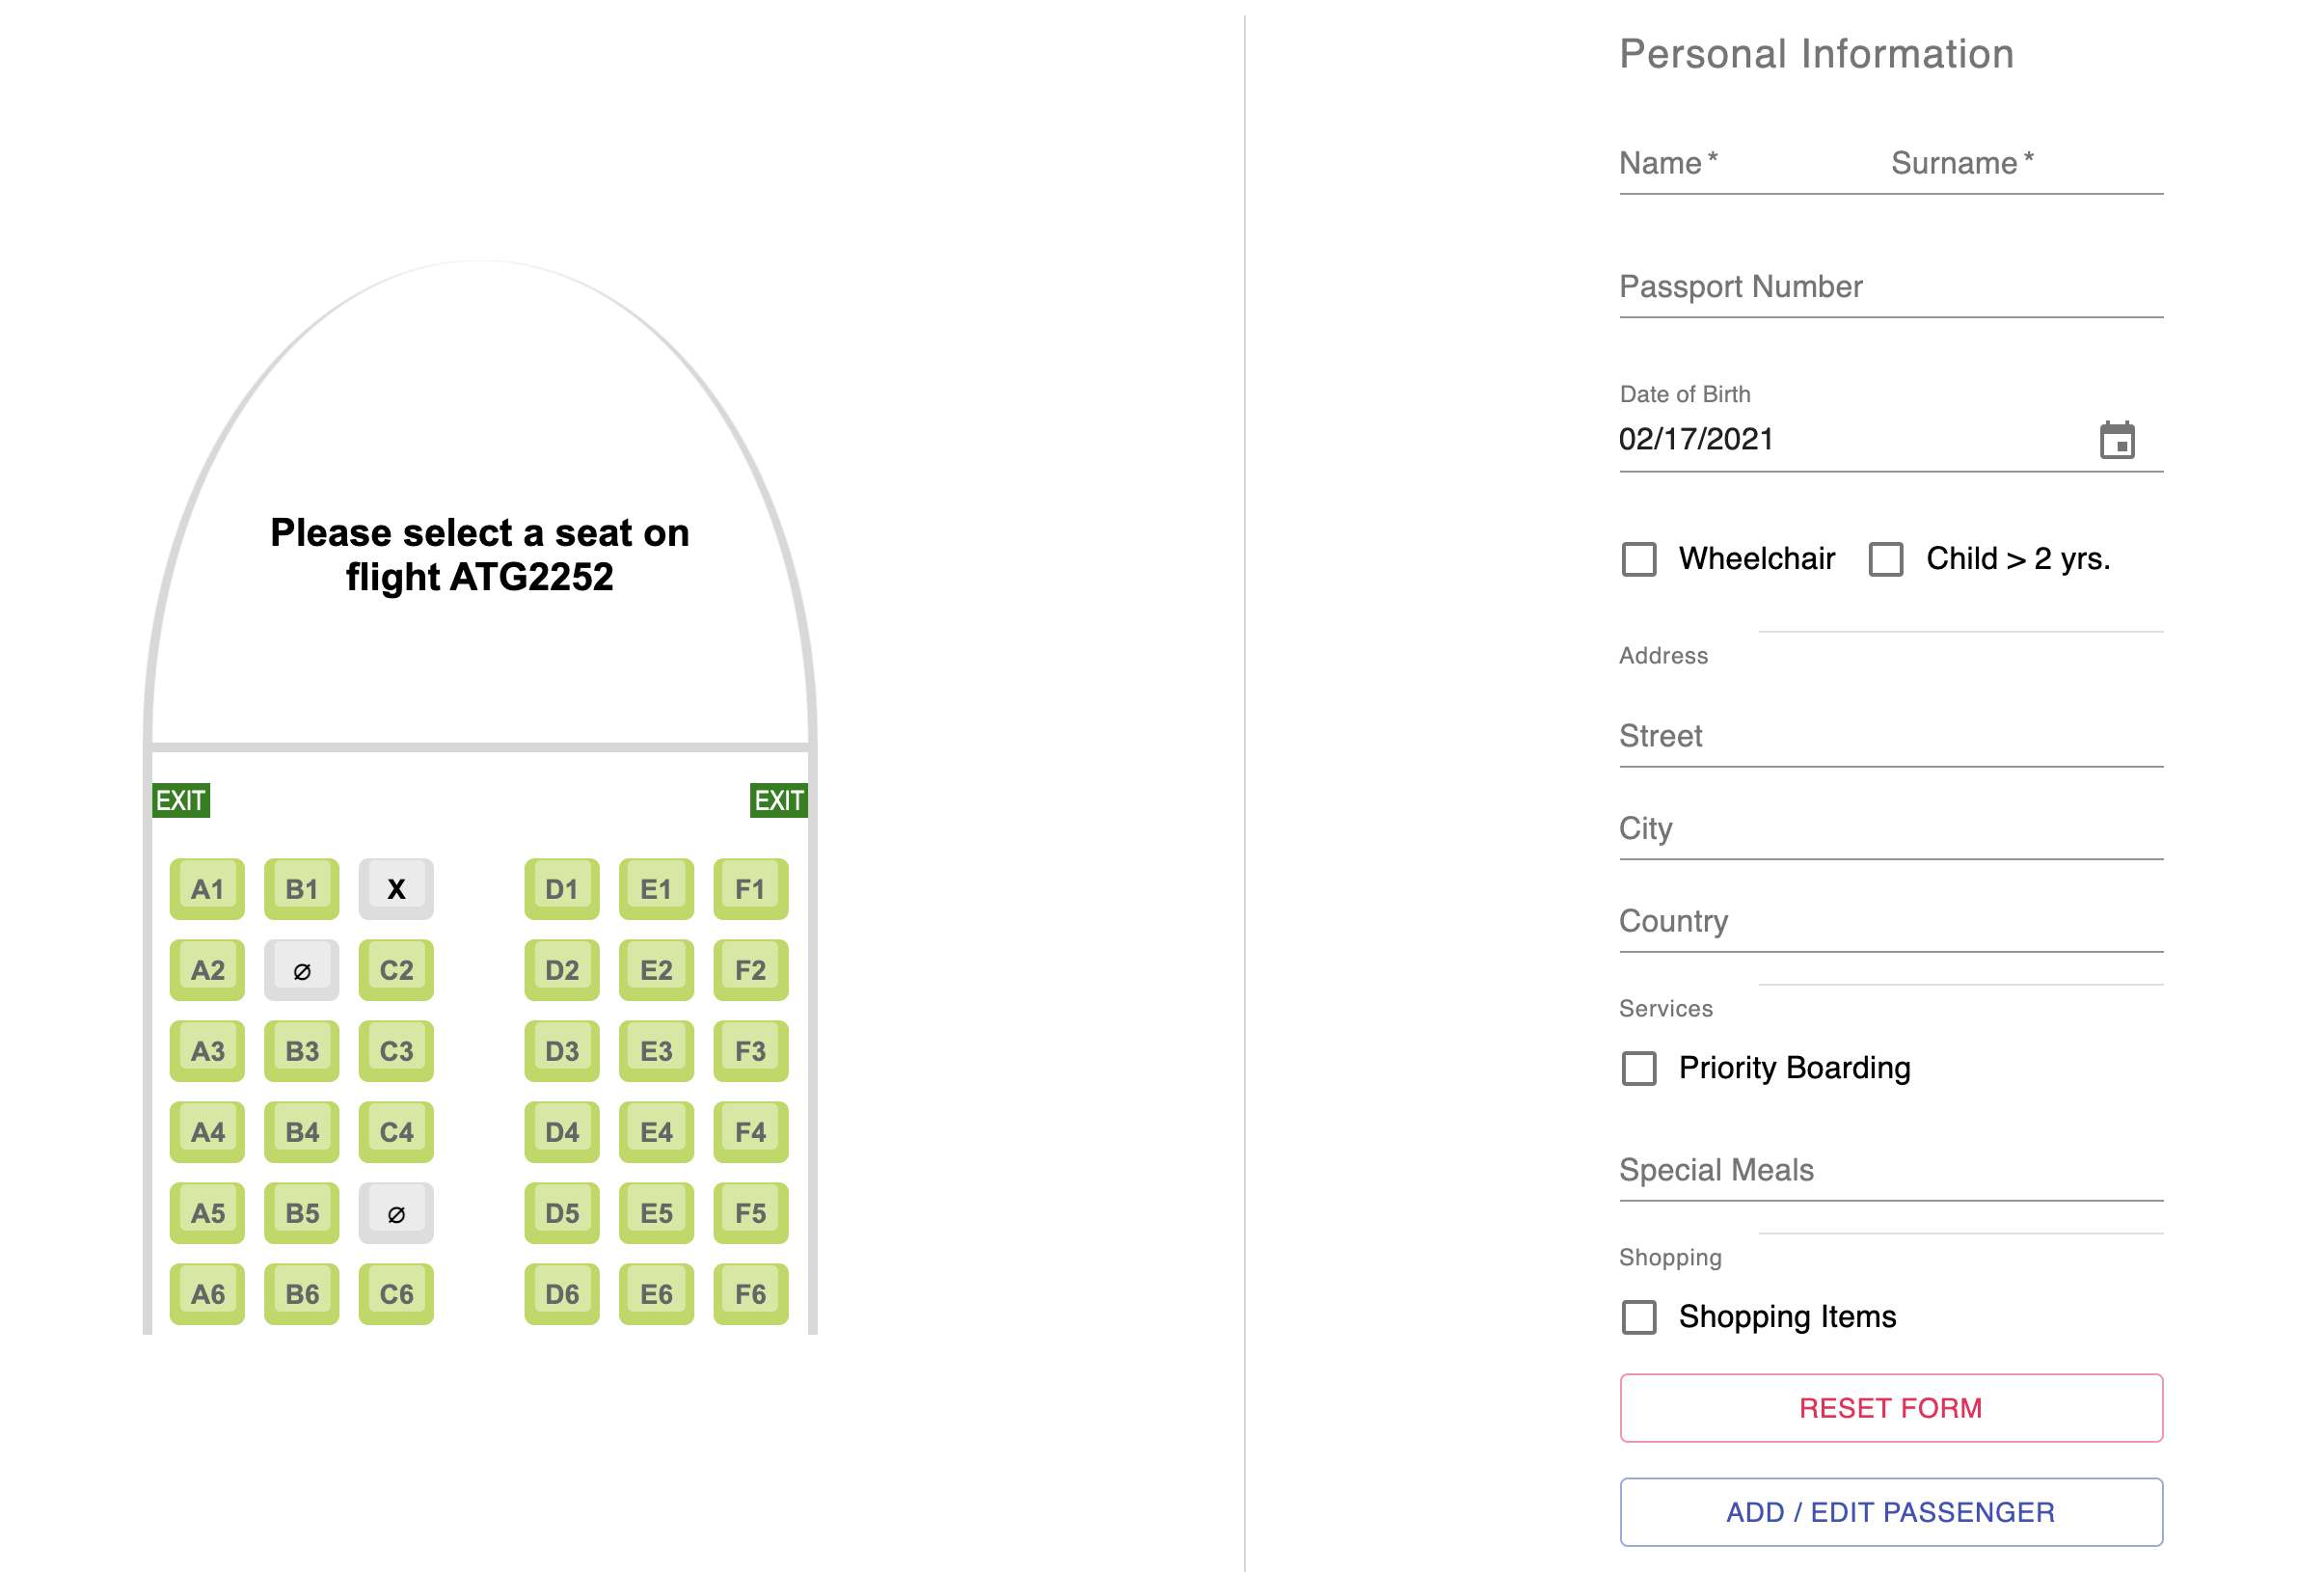 Please select a seat on
flight ATG2252
EXIT EXIT
A1 B1 X D1 E1 F1
A2 ∅ C2 D2 E2 F2
A3 B3 C3 D3 E3 F3
A4 B4 C4 D4 E4 F4
A5 B5 ∅ D5 E5 F5
A6 B6 C6 D6 E6 F6
Personal Information
Name * Surname *
Passport Number
Date of Birth
02/17/2021
Wheelchair Child > 2 yrs.
Address
Street
City
Country
Services
Priority Boarding
Special Meals
Shopping
Shopping Items
RESET FORM
ADD / EDIT PASSENGER